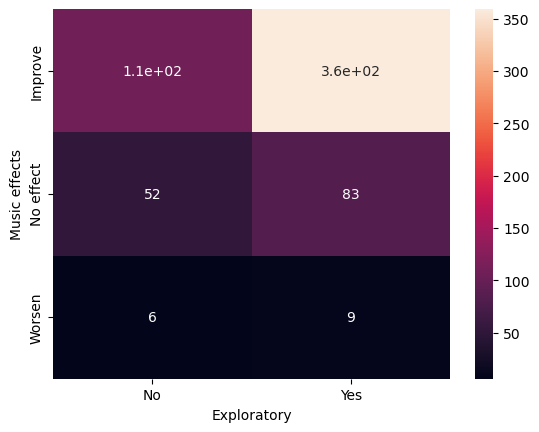 Music effects
Improve
No effect
Worsen
1.1e+02 3.6e+02
52 83
6 9
No Yes
Exploratory
350
300
250
200
150
100
50